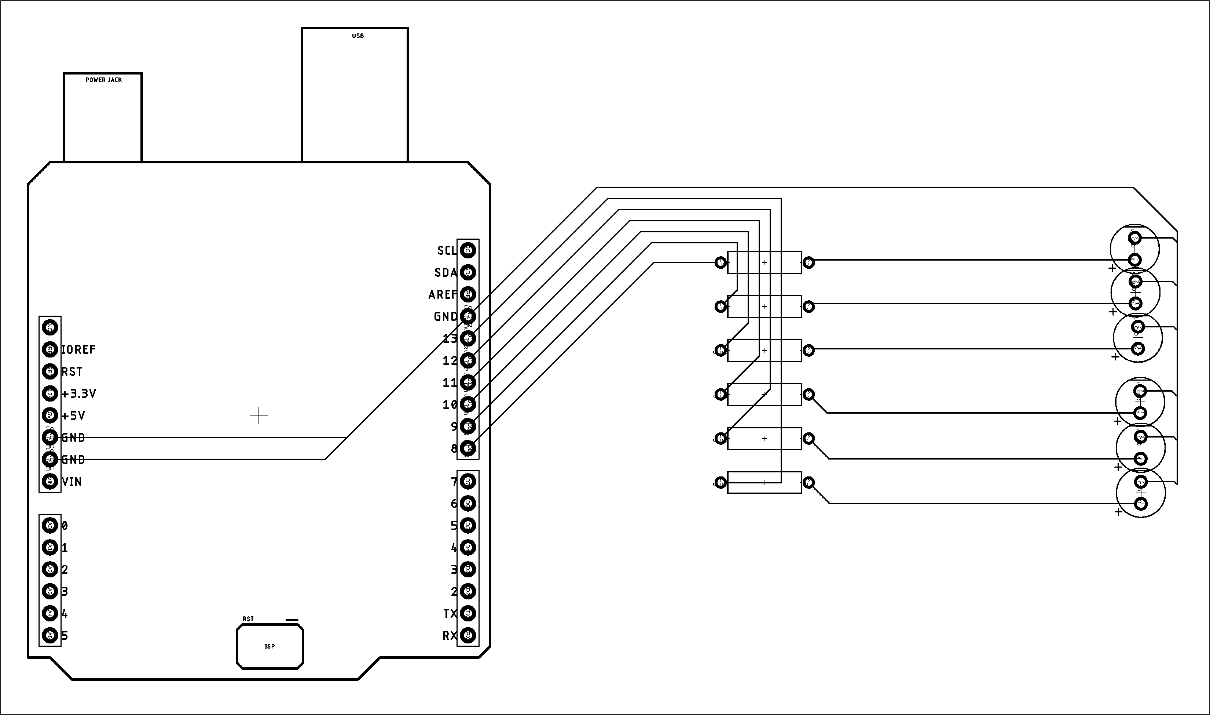 USB
POWER JACK
SCL
SDA
AREF
GND
13
12
11
10
9
8
IOREF
RST
+3.3V
+5V
GND
GND
VIN
7
6
5
4
3
2
TX
RX
0
1
2
3
4
5
RST
ISP
+
+
+
+
+
+